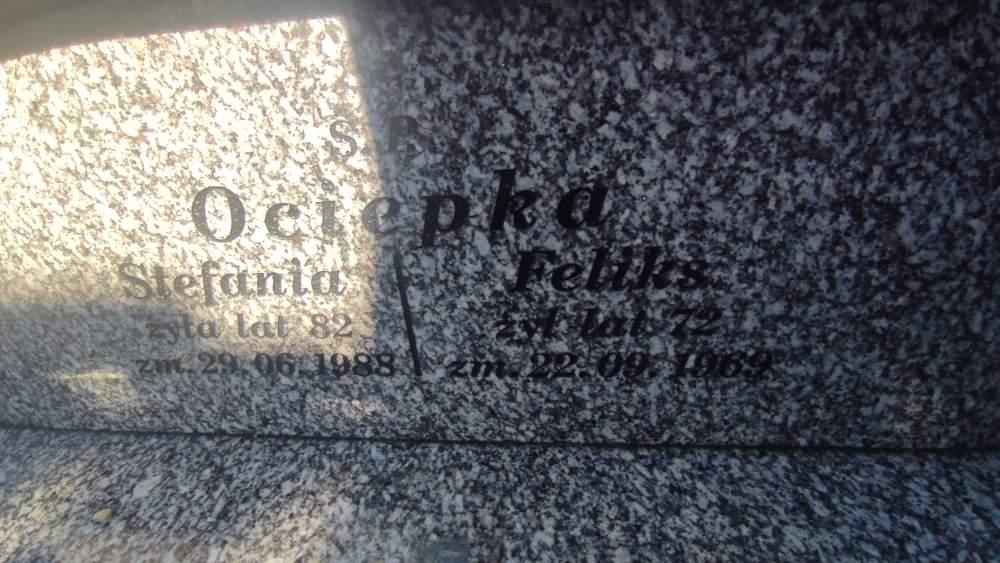 Ś P
Ociepka
Stefania Feliks
żyła lat 82 żył lat 72
zm. 29. 06. 1988 zm. 22. 09. 1969